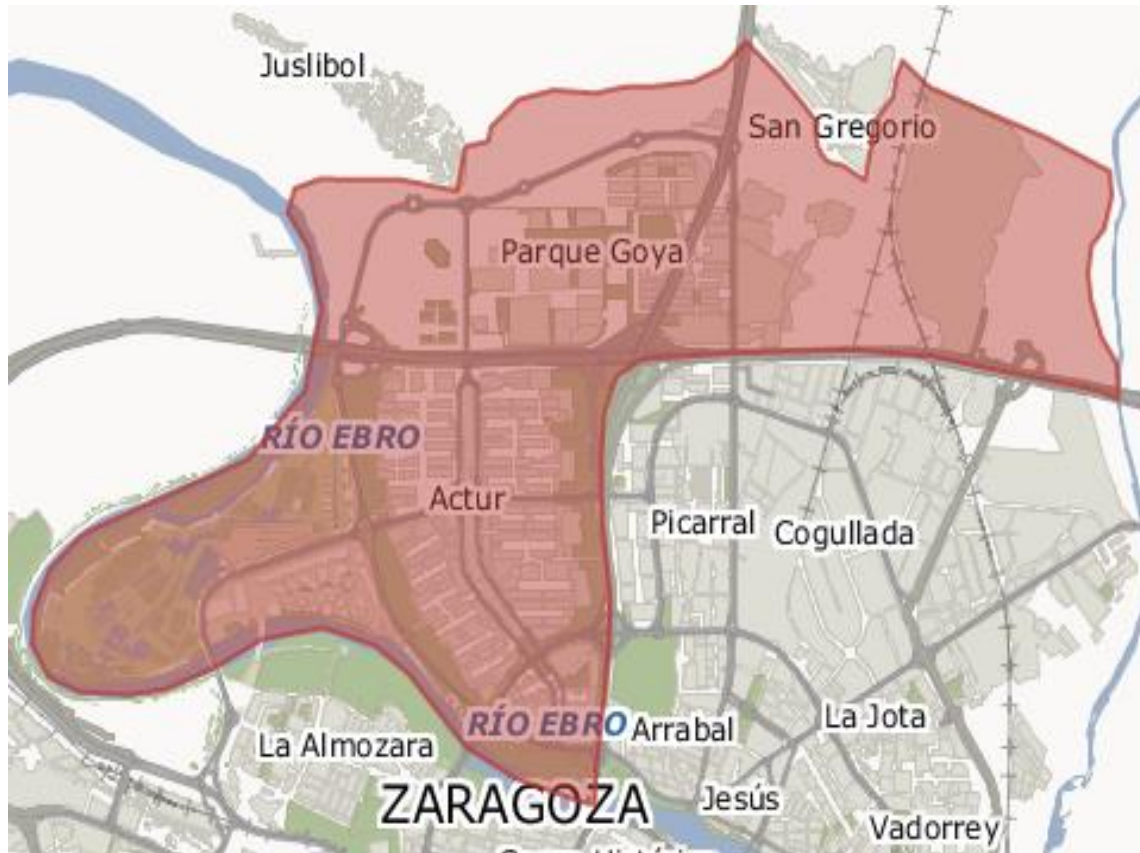 Juslibol
San Gregorio
Parque Goya
RÍO EBRO
Actur
Picarral
Cogullada
RÍO EBRO
Arrabal
La Jota
La Almozara
ZARAGOZA
Jesús
Vadorrey